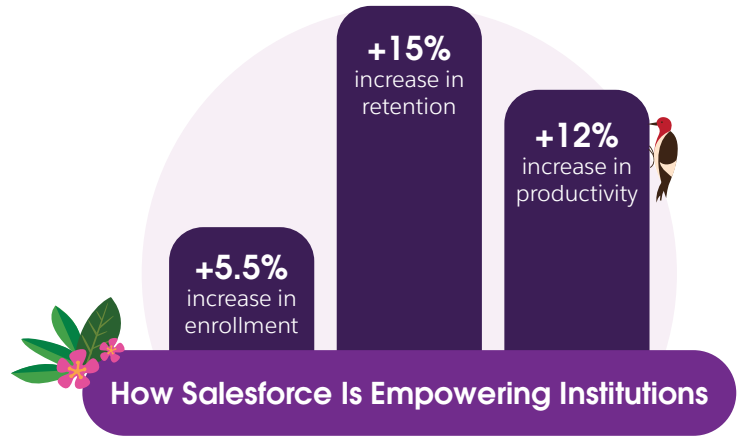 +5.5%
increase in
enrollment
+15%
increase in
retention
+12%
increase in
productivity
How Salesforce Is Empowering Institutions